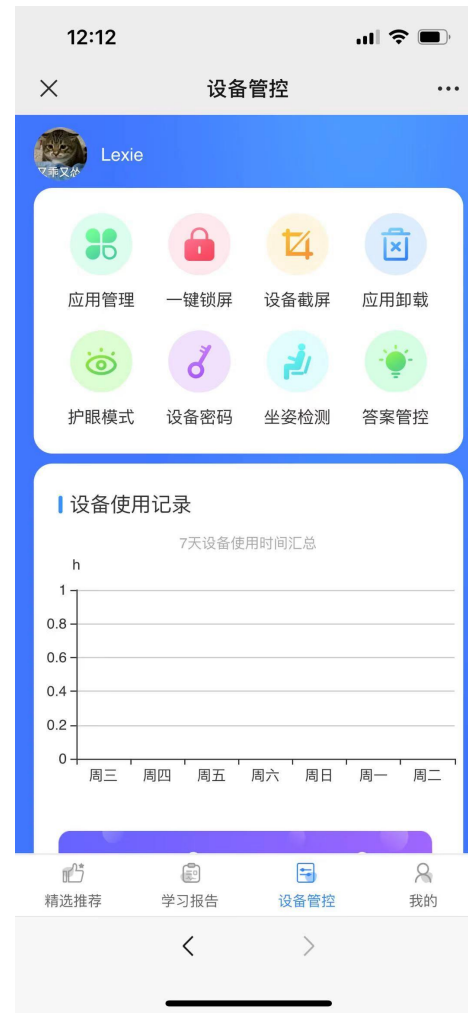 12:12
设备管控
Lexie
又乖又怂
应用管理 一键锁屏 设备截屏 应用卸载
护眼模式 设备密码 坐姿检测 答案管控
设备使用记录
7天设备使用时间汇总
h
1
0.8
0.6
0.4
0.2
0
周三 周四 周五 周六 周日 周一 周二
精选推荐 学习报告 设备管控 我的